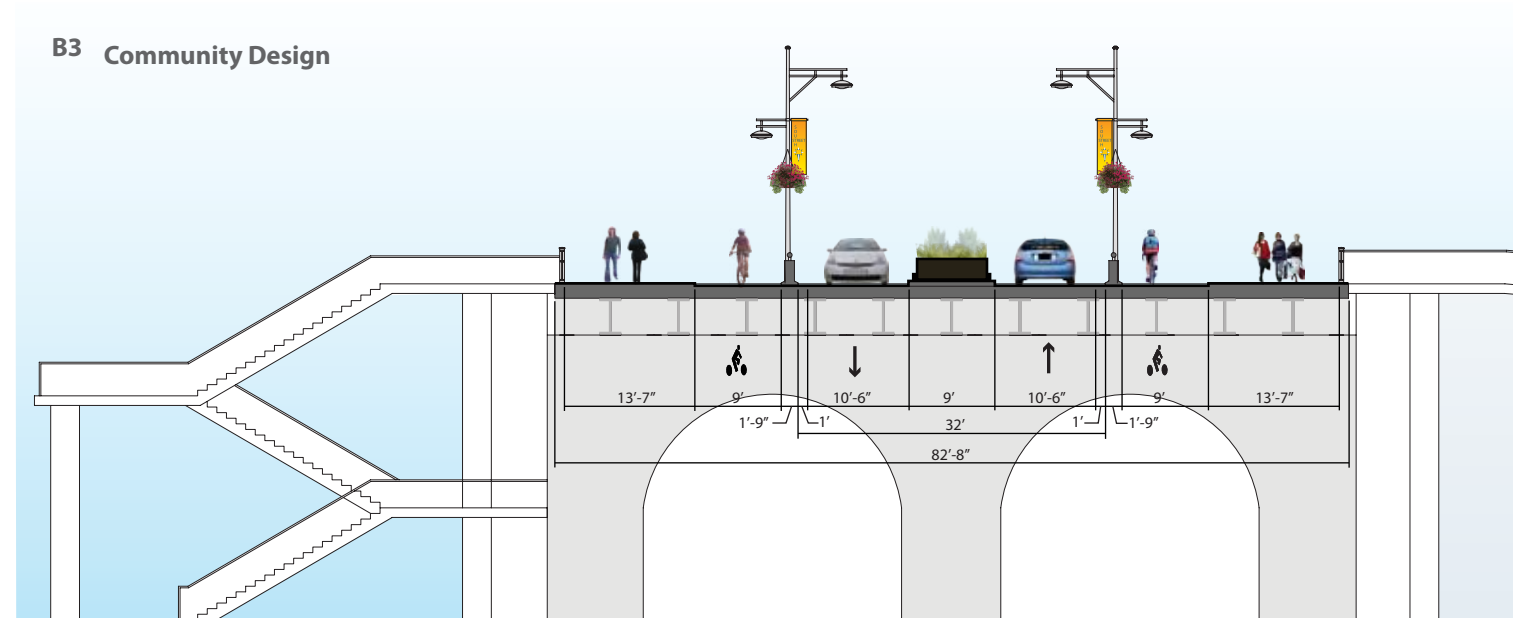 B3 Community Design
STREET
13’-7” 9’ 10’-6” 9’ 10’-6” 9’ 13’-7”
1’-9” 1’ 32’ 1’ 1’-9”
82’-8”